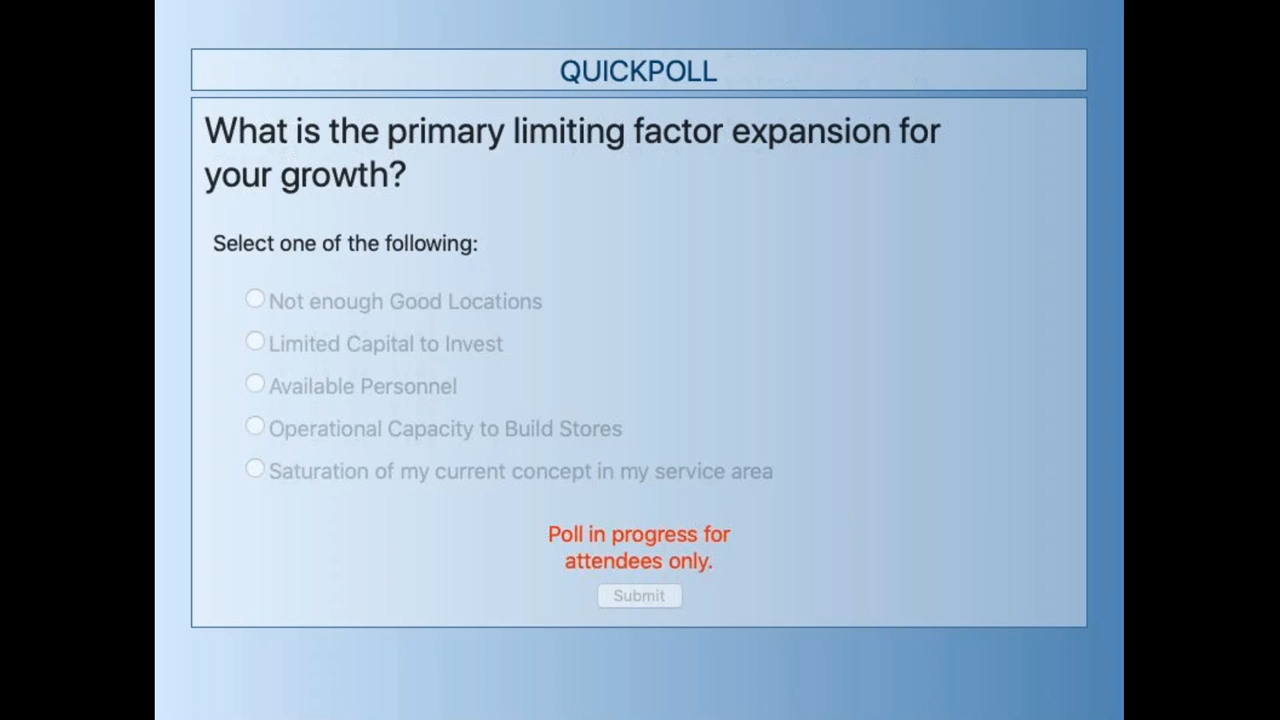 QUICKPOLL
What is the primary limiting factor expansion for
your growth?
Select one of the following:
Not enough Good Locations
Limited Capital to Invest
Available Personnel
Operational Capacity to Build Stores
Saturation of my current concept in my service area
Poll in progress for
attendees only.
Submit